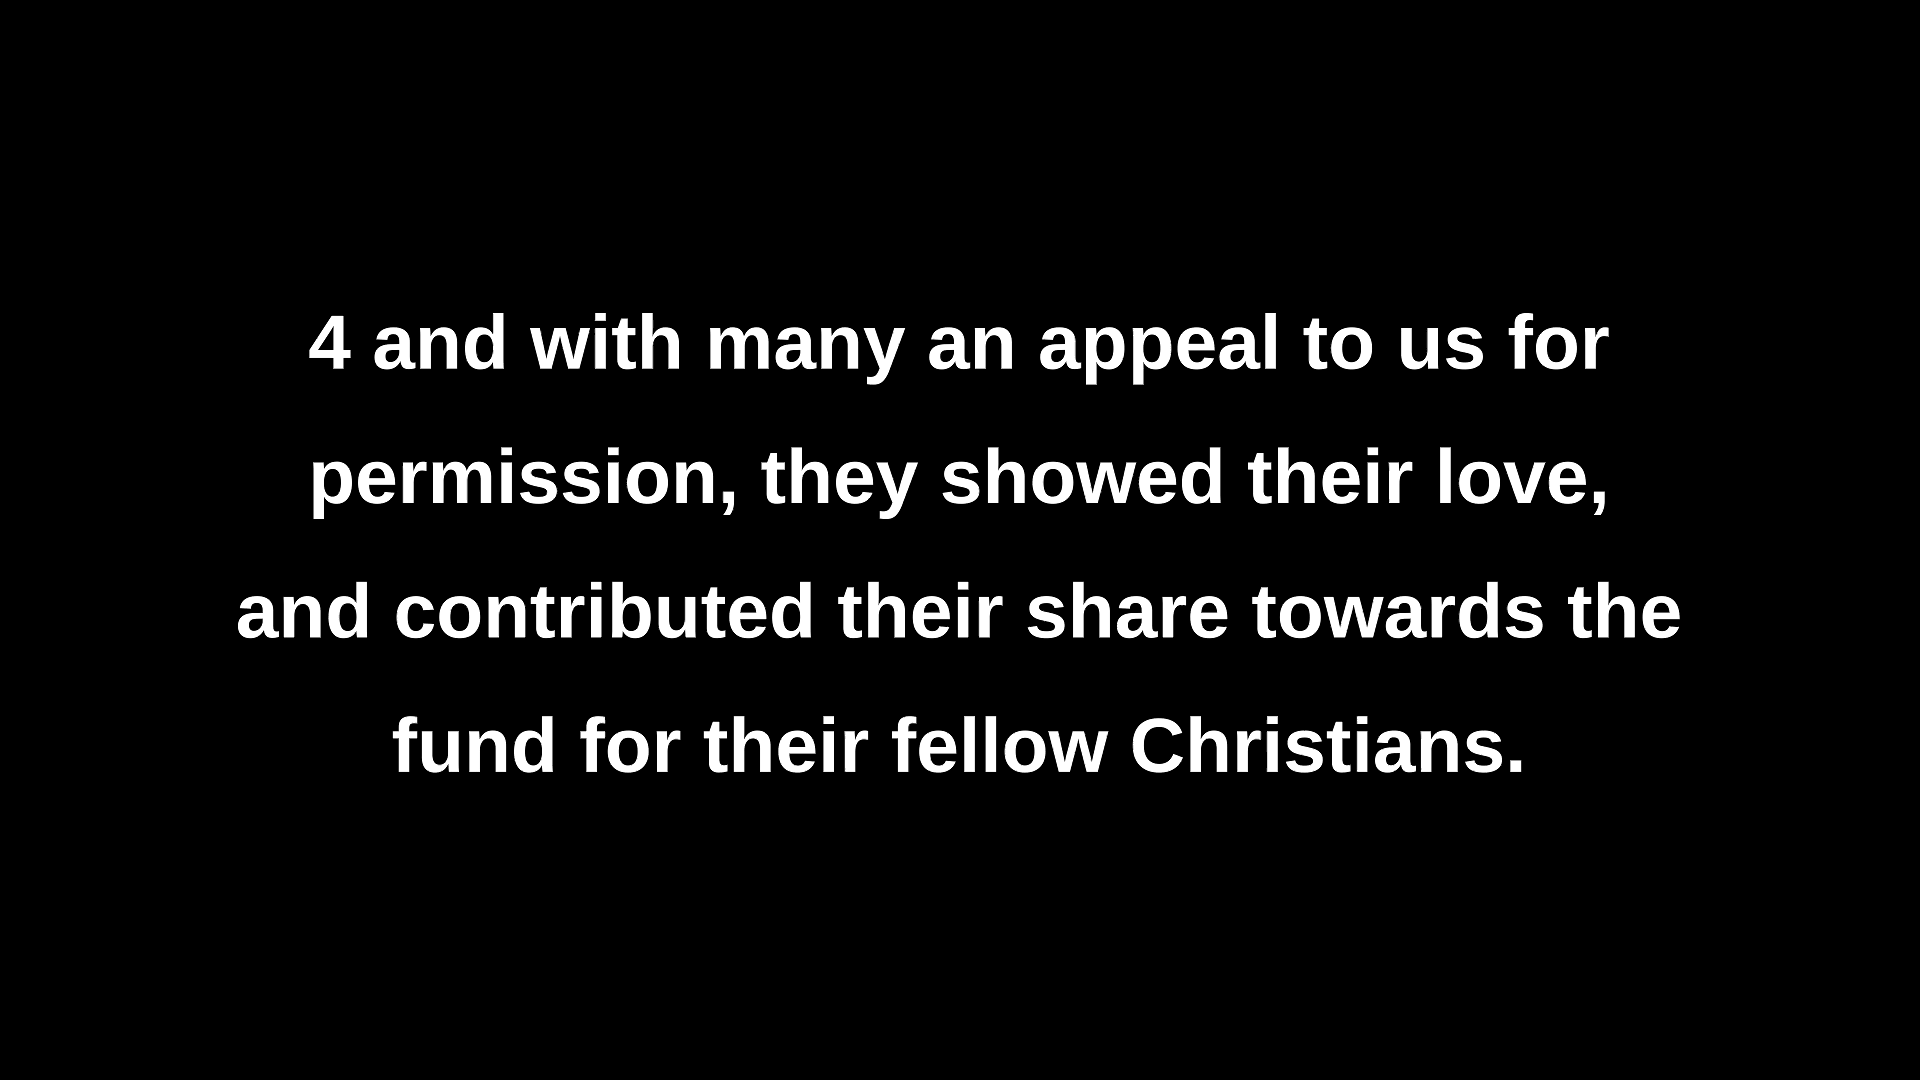 4 and with many an appeal to us for
permission, they showed their love,
and contributed their share towards the
fund for their fellow Christians.